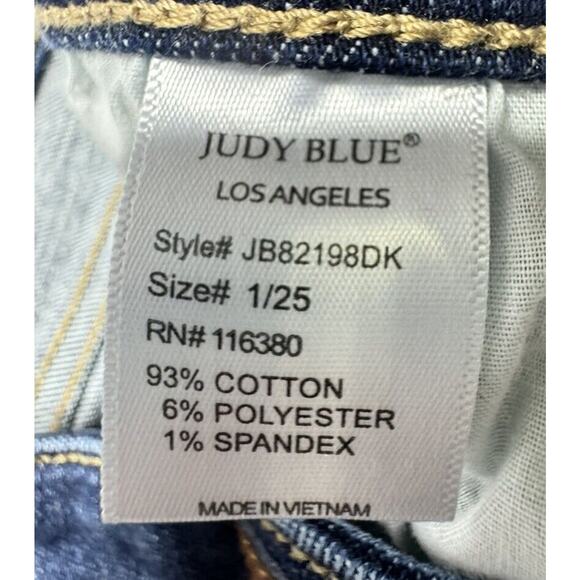 JUDY BLUE®
LOS ANGELES
Style# JB82198DK
Size# 1/25
RN# 116380
93% COTTON
6% POLYESTER
1% SPANDEX
MADE IN VIETNAM